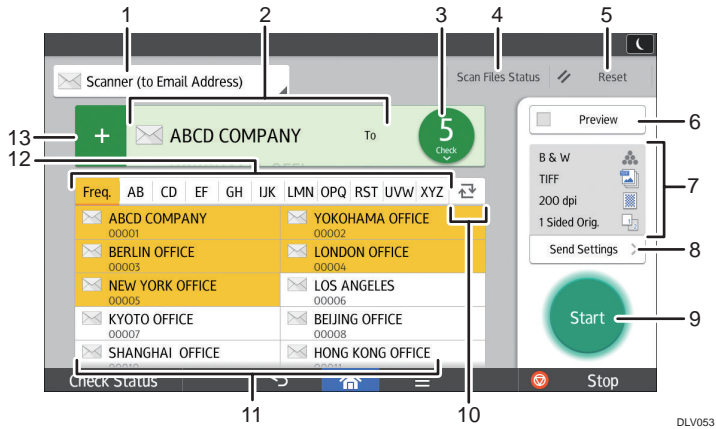 1 2 3 4 5
Scanner (to Email Address) Scan Files Status Reset
13 + ABCD COMPANY To 5 Check Preview 6
12
B & W
TIFF 7
200 dpi
1 Sided Orig.
Freq. AB CD EF GH IJK LMN OPQ RST UVW XYZ
ABCD COMPANY YOKOHAMA OFFICE
00001 00002
BERLIN OFFICE LONDON OFFICE
00003 00004
Send Settings 8
NEW YORK OFFICE LOS ANGELES
00005 00006
KYOTO OFFICE BEIJING OFFICE
00007 00008
Start 9
SHANGHAI OFFICE HONG KONG OFFICE
Check Status Stop
11 10
DLV053